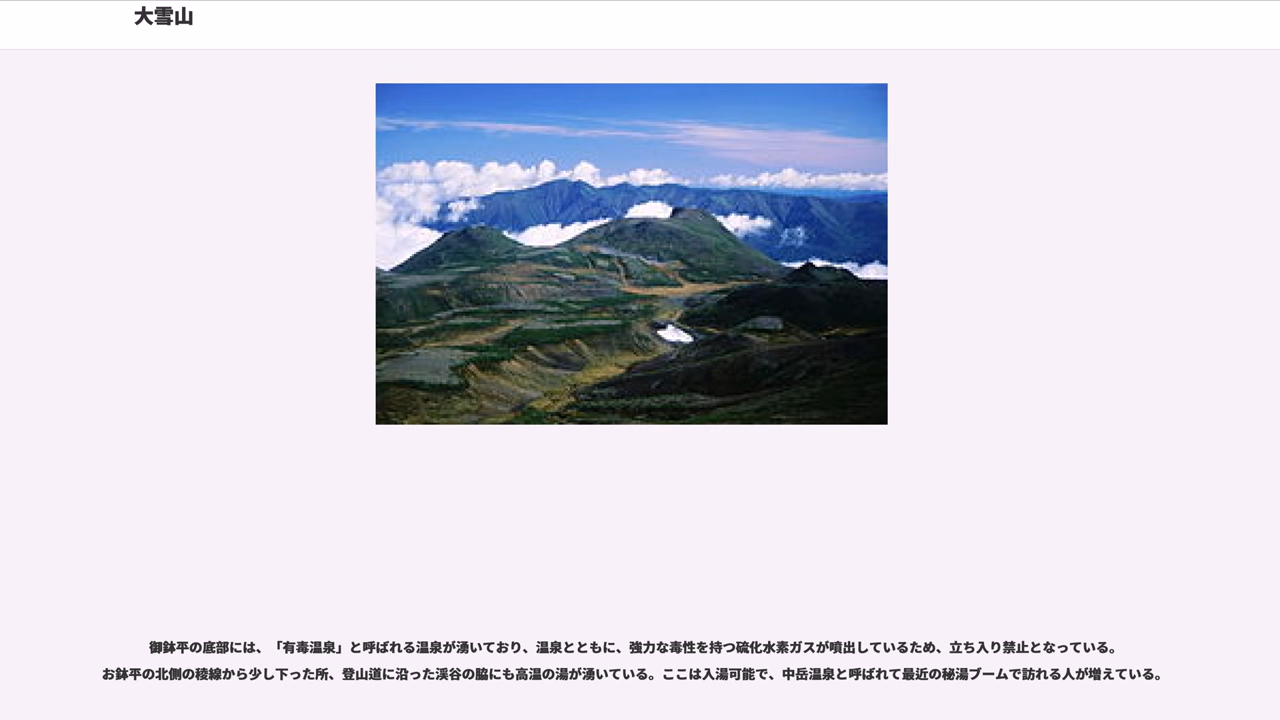 大雪山
御鉢平の底部には、「有毒温泉」と呼ばれる温泉が湧いており、温泉とともに、強力な毒性を持つ硫化水素ガスが噴出しているため、立ち入り禁止となっている。
お鉢平の北側の稜線から少し下った所、登山道に沿った渓谷の脇にも高温の湯が湧いている。ここは入湯可能で、中岳温泉と呼ばれて最近の秘湯ブームで訪れる人が増えている。